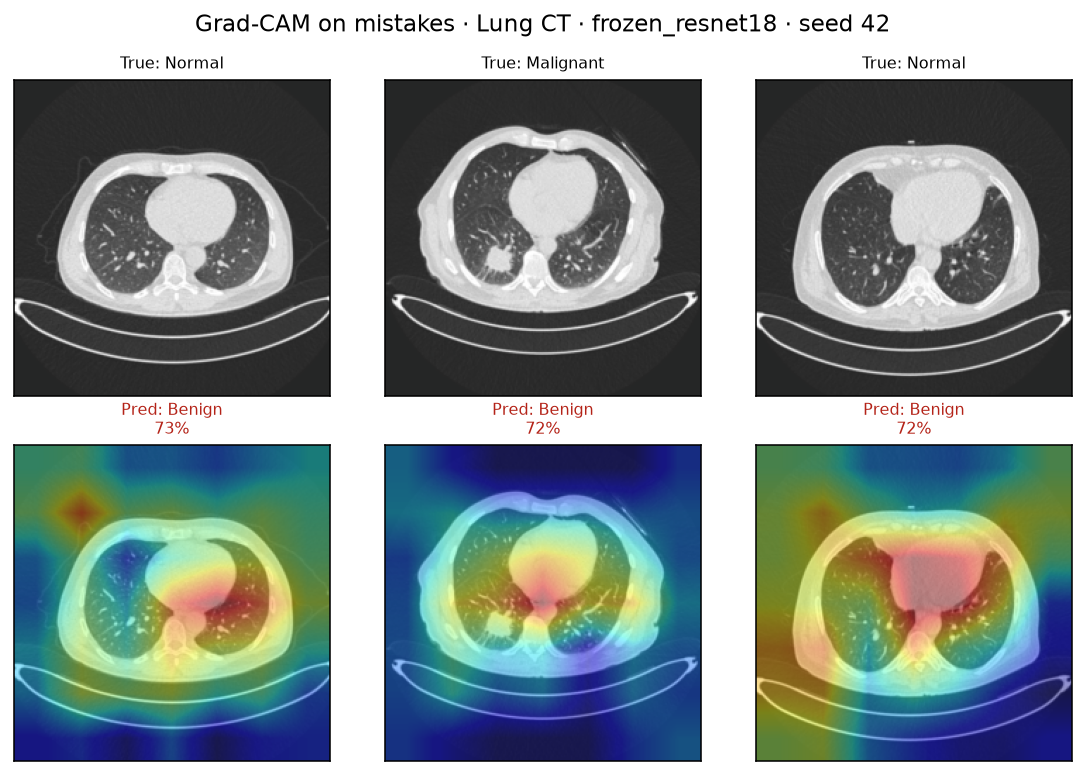 Grad-CAM on mistakes · Lung CT · frozen_resnet18 · seed 42
True: Normal
True: Malignant
True: Normal
Pred: Benign
73%
Pred: Benign
72%
Pred: Benign
72%